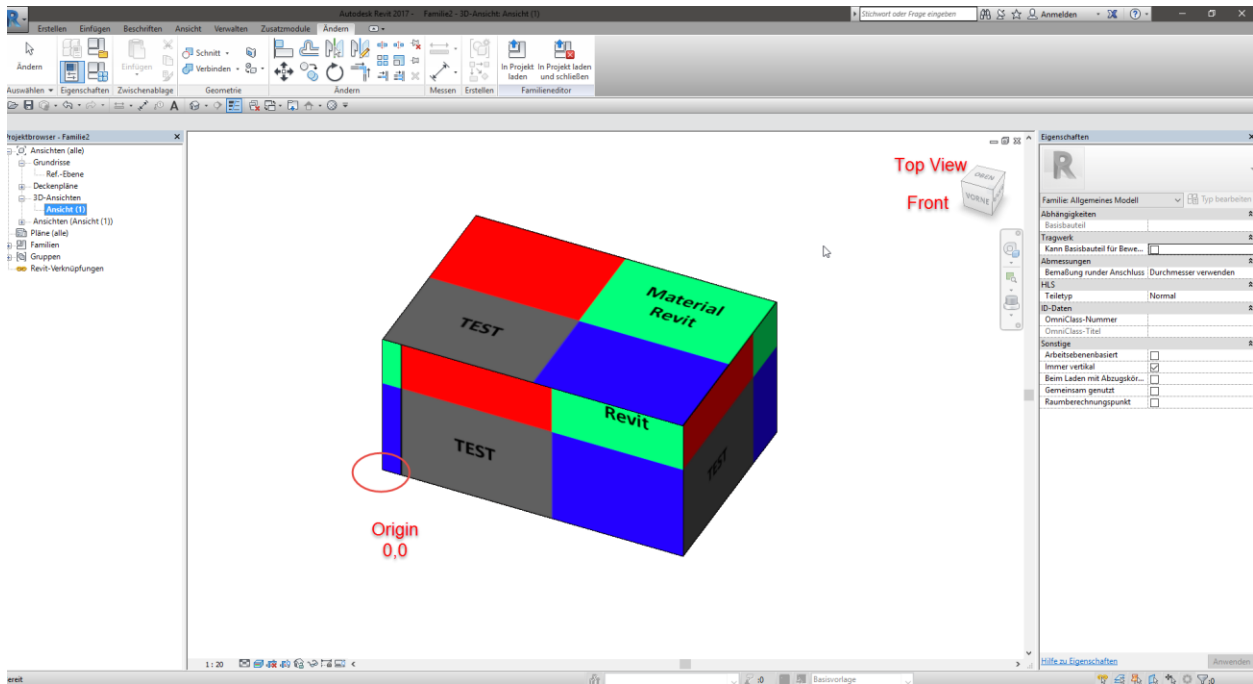 Autodesk Revit 2017 - Familie2 - 3D-Ansicht: Ansicht (1)
Stichwort oder Frage eingeben
Anmelden
Erstellen Einfügen Beschriften Ansicht Verwalten Zusatzmodule Ändern
Ändern
Einfügen
Schnitt
Verbinden
In Projekt laden
In Projekt laden und schließen
Auswählen Eigenschaften Zwischenablage Geometrie Ändern Messen Erstellen Familieneditor
Projektbrowser - Familie2
Ansichten (alle)
Grundrisse
Ref.-Ebene
Deckenpläne
3D-Ansichten
Ansicht (1)
Ansichten (Ansicht (1))
Pläne (alle)
Familien
Gruppen
Revit-Verknüpfungen
Top View
OBEN
Front
VORNE
Material
Revit
TEST
Revit
TEST
TEST
Origin
0,0
Eigenschaften
Familie: Allgemeines Modell
Typ bearbeiten
Abhängigkeiten
Basisbauteil
Tragwerk
Kann Basisbauteil für Bewe...
Abmessungen
Bemaßung runder Anschluss Durchmesser verwenden
HLS
Teiletyp Normal
ID-Daten
OmniClass-Nummer
OmniClass-Titel
Sonstige
Arbeitsebenenbasiert
Immer vertikal
Beim Laden mit Abzugskör...
Gemeinsam genutzt
Raumberechnungspunkt
Hilfe zu Eigenschaften
Anwenden
1 : 20
ereit
:0
Basisvorlage
:0